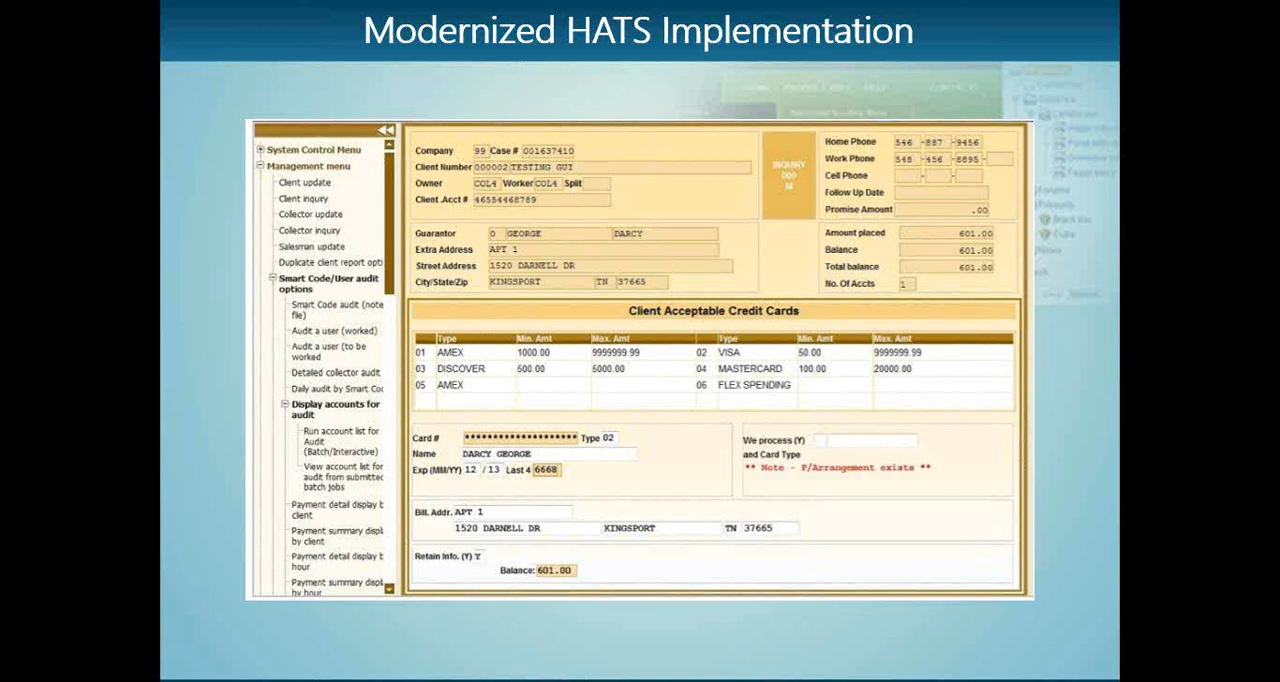 Modernized HATS Implementation
System Control Menu
Management menu
Client update
Client inquiry
Collector update
Collector inquiry
Salesman update
Duplicate client report opti
Smart Code/User audit
options
Smart Code audit (note
file)
Audit a user (worked)
Audit a user (to be
worked
Detailed collector audit
Daily audit by Smart Coc
Display accounts for
audit
Run account list for
Audit
(Batch/Interactive)
View account list for
audit from submitted
batch jobs
Payment detail display b
client
Payment summary displ
by client
Payment detail display b
hour
Payment summary displ
by hour
Company 99 Case # 001637410
Client Number 000002 TESTING GUI
Owner COL4 Worker COL4 Split
Client .Acct # 46554468789
INQUIRY
000
M
Home Phone 546 -887 -9456
Work Phone 548 -456 -8895 -
Cell Phone - -
Follow Up Date
Promise Amount .00
Guarantor 0 GEORGE DARCY
Extra Address APT 1
Street Address 1520 DARNELL DR
City/State/Zip KINGSPORT TN 37665
Amount placed 601.00
Balance 601.00
Total balance 601.00
No. Of Accts 1
Client Acceptable Credit Cards
Type Min. Amt Max. Amt Type Min. Amt Max. Amt
01 AMEX 1000.00 9999999.99 02 VISA 50.00 9999999.99
03 DISCOVER 500.00 5000.00 04 MASTERCARD 100.00 20000.00
05 AMEX 06 FLEX SPENDING
Card # •••••••••••••••••••• Type 02
Name DARCY GEORGE
Exp (MM/YY) 12 / 13 Last 4 6668
We process (Y)
and Card Type
** Note - P/Arrangement exists **
Bill. Addr. APT 1
1520 DARNELL DR KINGSPORT TN 37665
Retain Info. (Y) Y
Balance: 601.00